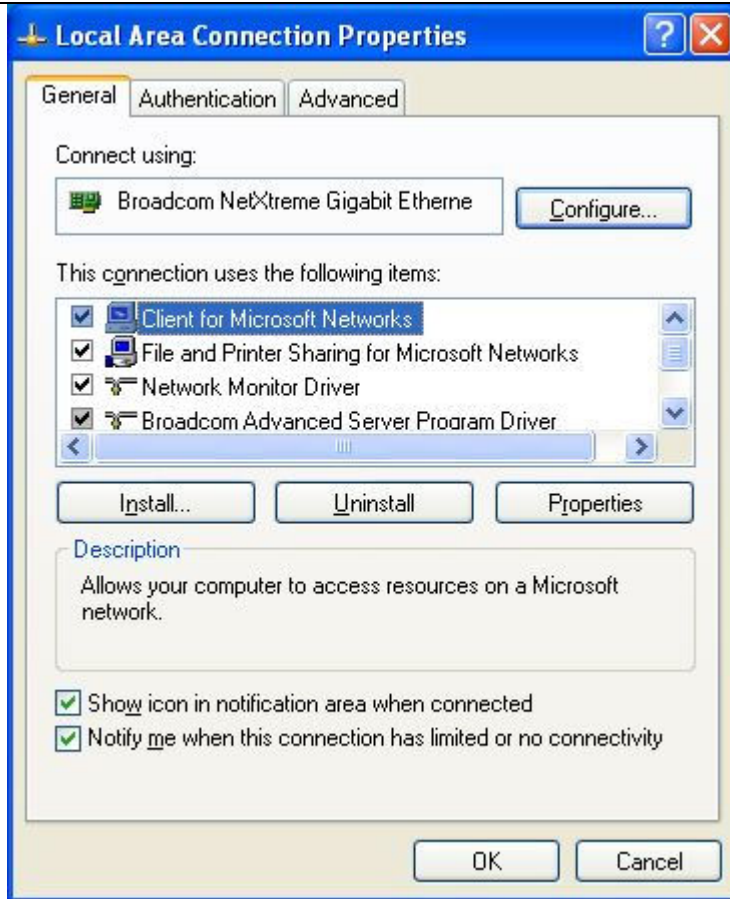 Local Area Connection Properties
General Authentication Advanced
Connect using:
Broadcom NetXtreme Gigabit Etherne
Configure...
This connection uses the following items:
Client for Microsoft Networks
File and Printer Sharing for Microsoft Networks
Network Monitor Driver
Broadcom Advanced Server Program Driver
Install... Uninstall Properties
Description
Allows your computer to access resources on a Microsoft
network.
Show icon in notification area when connected
Notify me when this connection has limited or no connectivity
OK Cancel